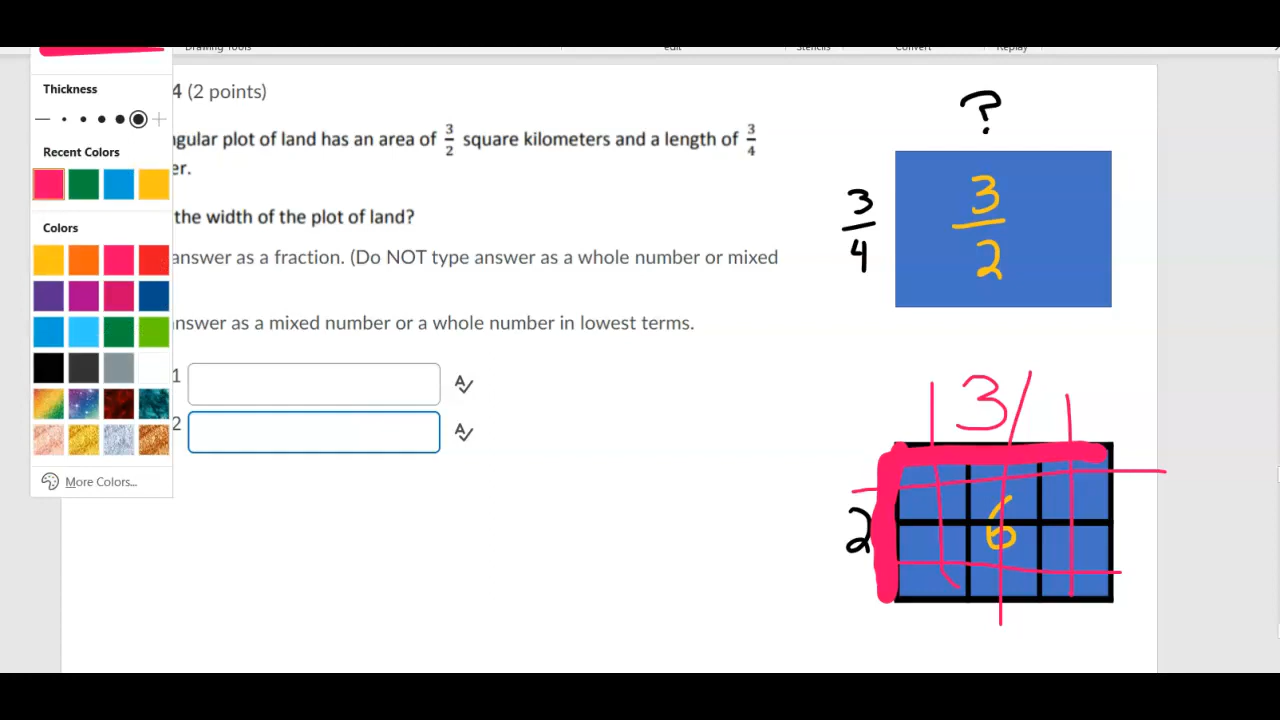 Drawing Tools edit Stencils Convert Replay
Thickness
Recent Colors
Colors
More Colors...
4 (2 points)
ngular plot of land has an area of 3/2 square kilometers and a length of 3/4
er.
the width of the plot of land?
answer as a fraction. (Do NOT type answer as a whole number or mixed
nswer as a mixed number or a whole number in lowest terms.
1
2
?
3/4
3/2
3
2
6